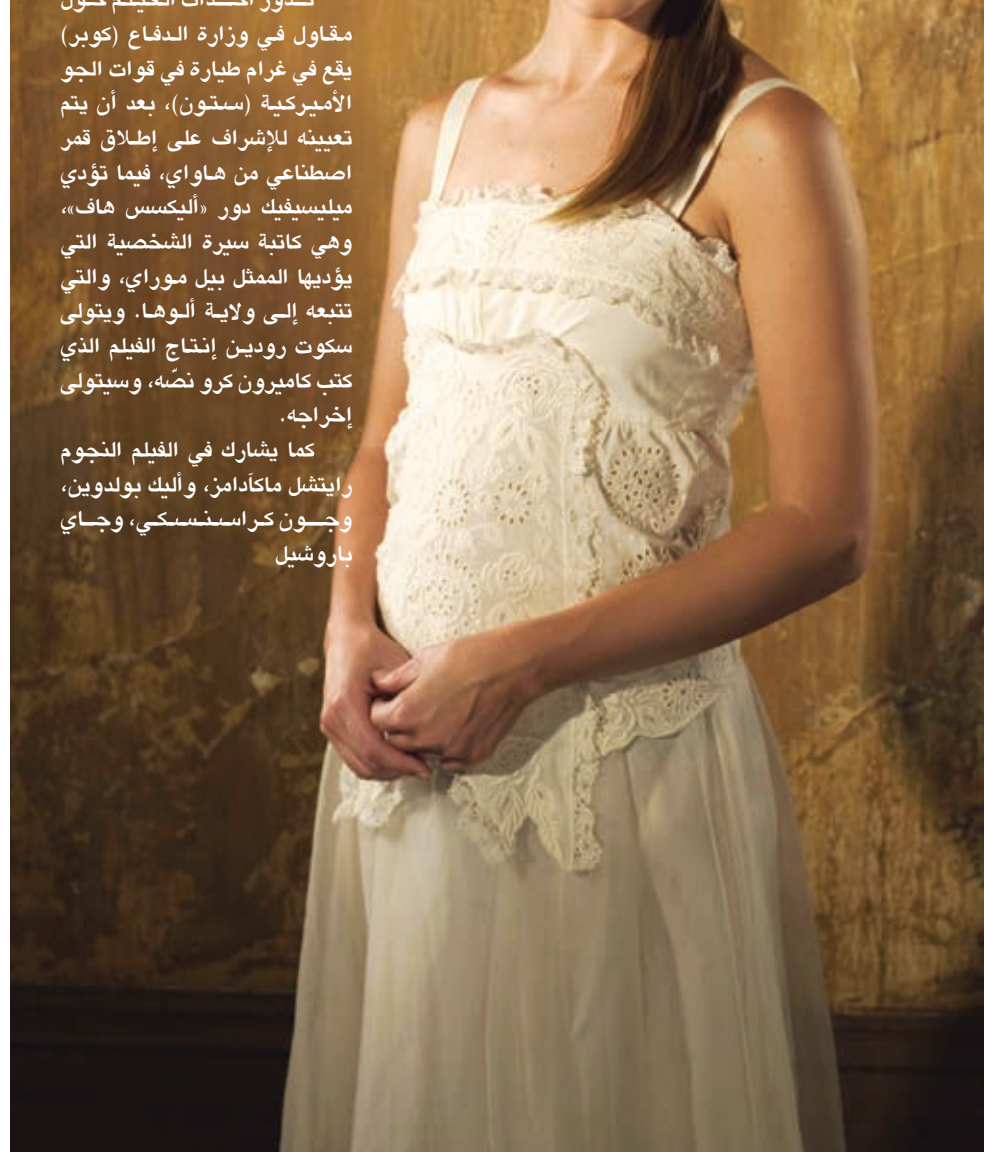 مقاول في وزارة الدفاع (كوبر)
يقع في غرام طيارة في قوات الجو
الأميركية (ستون)، بعد أن يتم
تعيينه للإشراف على إطلاق قمر
اصطناعي من هاواي، فيما تؤدي
ميليسيفيك دور «أليكسس هاف»،
وهي كاتبة سيرة الشخصية التي
يؤديها الممثل بيل موراي، والتي
تتبعه إلى ولاية ألوها. ويتولى
سكوت رودين إنتاج الفيلم الذي
كتب كاميرون كرو نصّه، وسيتولى
إخراجه.
كما يشارك في الفيلم النجوم
رايتشل ماكآدامز، وأليك بولدوين،
وجون كراسنسكي، وجاي
باروشيل